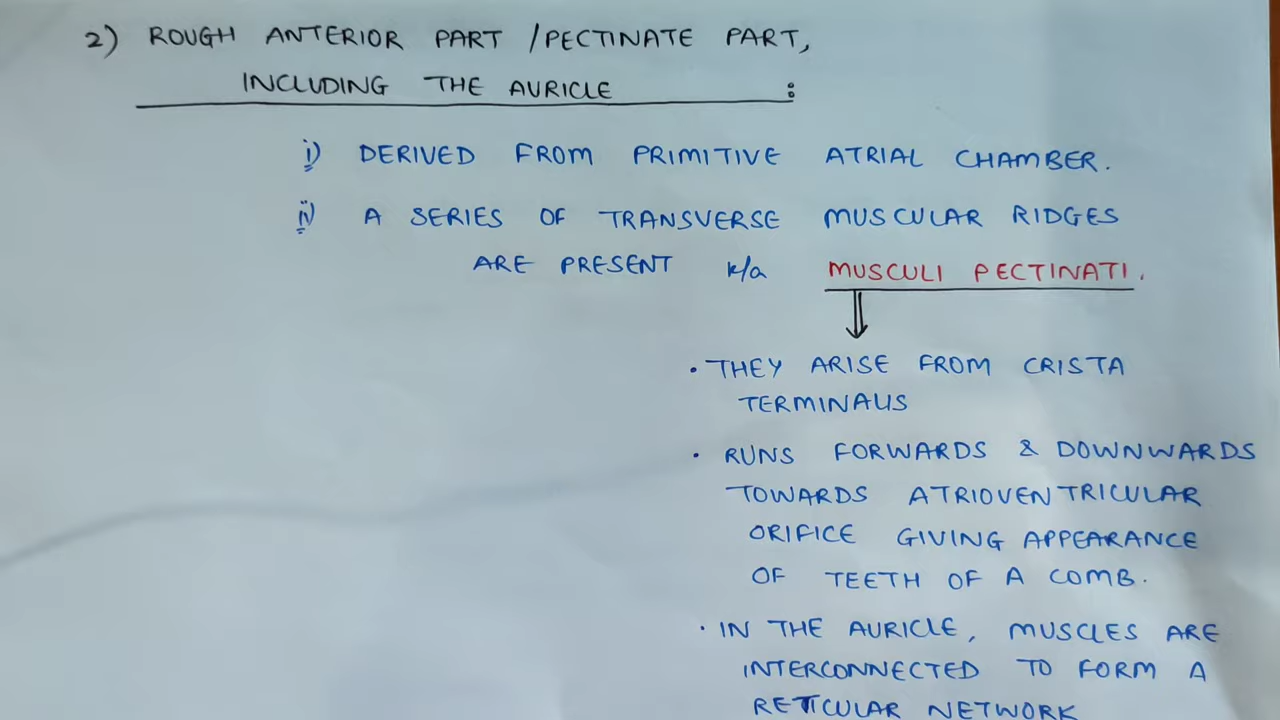 2) ROUGH ANTERIOR PART /PECTINATE PART,
INCLUDING THE AURICLE :
i) DERIVED FROM PRIMITIVE ATRIAL CHAMBER.
ii) A SERIES OF TRANSVERSE MUSCULAR RIDGES
ARE PRESENT k/a MUSCULI PECTINATI.
• THEY ARISE FROM CRISTA
TERMINALIS
• RUNS FORWARDS & DOWNWARDS
TOWARDS ATRIOVENTRICULAR
ORIFICE GIVING APPEARANCE
OF TEETH OF A COMB.
• IN THE AURICLE, MUSCLES ARE
INTERCONNECTED TO FORM A
RETICULAR NETWORK